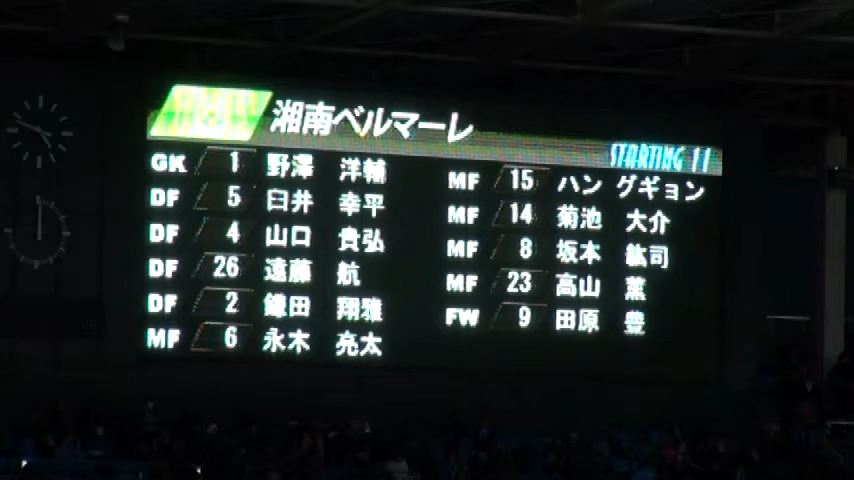 湘南ベルマーレ
STARTING 11
GK 1 野澤 洋輔
DF 5 臼井 幸平
DF 4 山口 貴弘
DF 26 遠藤 航
DF 2 鎌田 翔雅
MF 6 永木 亮太
MF 15 ハン グギョン
MF 14 菊池 大介
MF 8 坂本 紘司
MF 23 高山 薫
FW 9 田原 豊